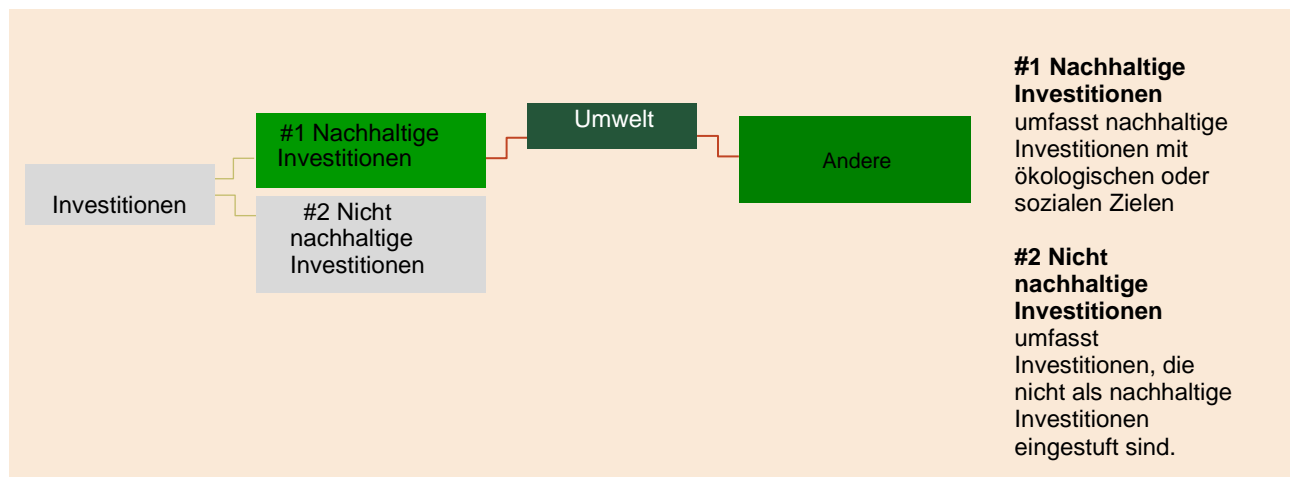 Investitionen
#1 Nachhaltige
Investitionen
#2 Nicht
nachhaltige
Investitionen
Umwelt
Andere
#1 Nachhaltige
Investitionen
umfasst nachhaltige
Investitionen mit
ökologischen oder
sozialen Zielen
#2 Nicht
nachhaltige
Investitionen
umfasst
Investitionen, die
nicht als nachhaltige
Investitionen
eingestuft sind.